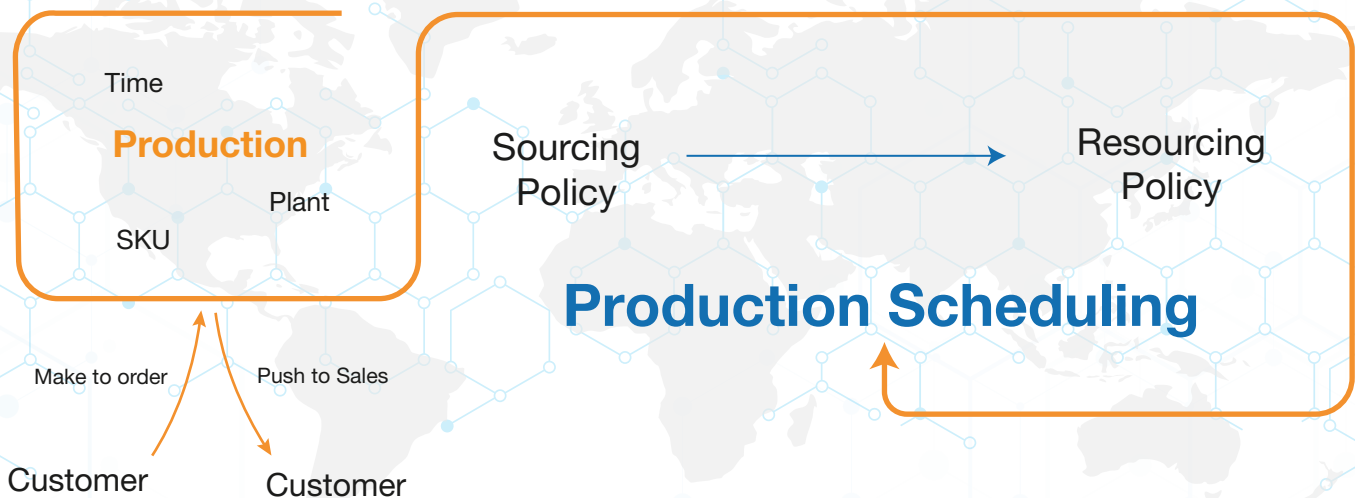 Time
Production
Plant
SKU
Make to order
Push to Sales
Customer
Customer
Sourcing
Policy
Resourcing
Policy
Production Scheduling